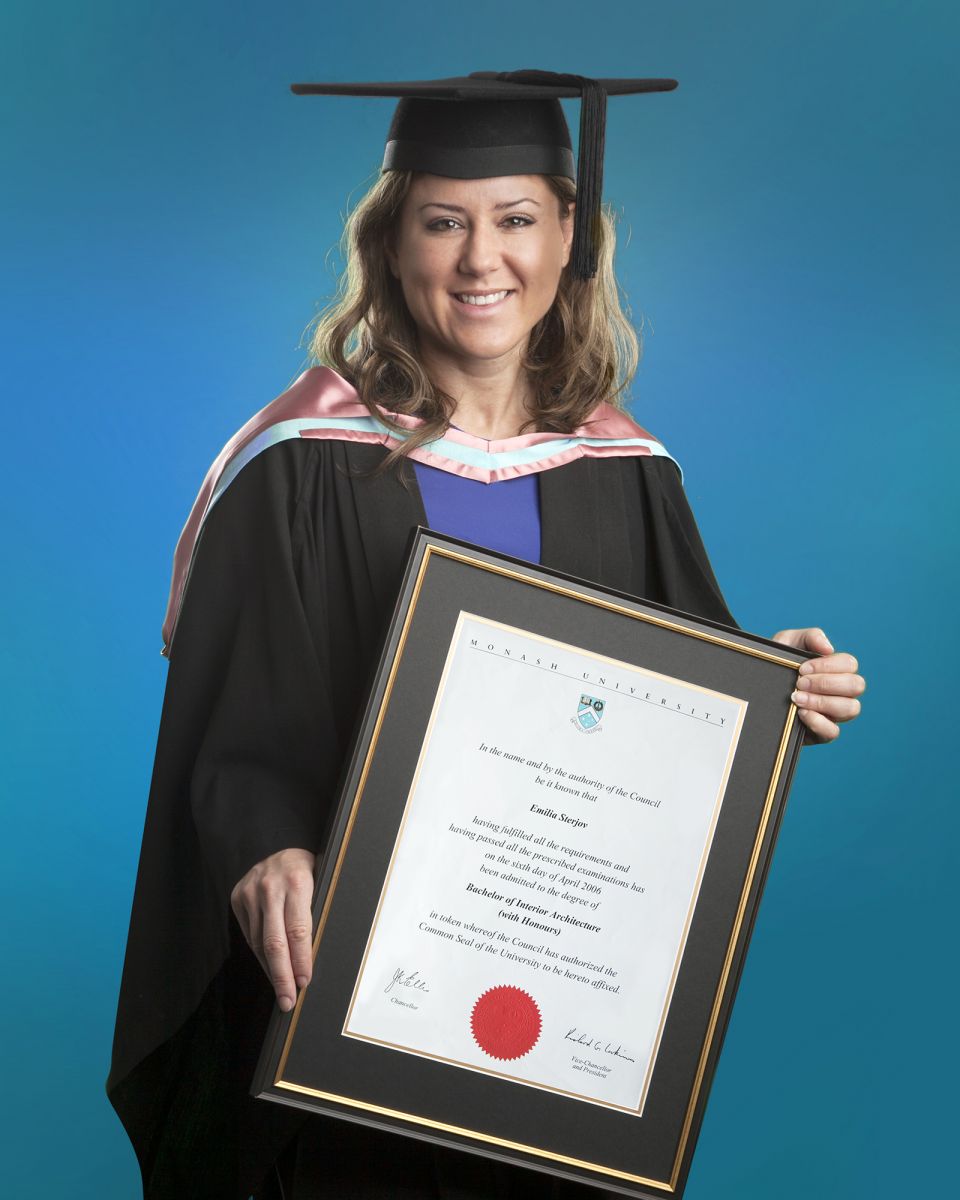 MONASH UNIVERSITY
In the name and by the authority of the Council
be it known that
Emilia Sterjov
having fulfilled all the requirements and
having passed all the prescribed examinations has
on the sixth day of April 2006
been admitted to the degree of
Bachelor of Interior Architecture
(with Honours)
in token whereof the Council has authorized the
Common Seal of the University to be hereto affixed.
Chancellor
Vice-Chancellor
and President